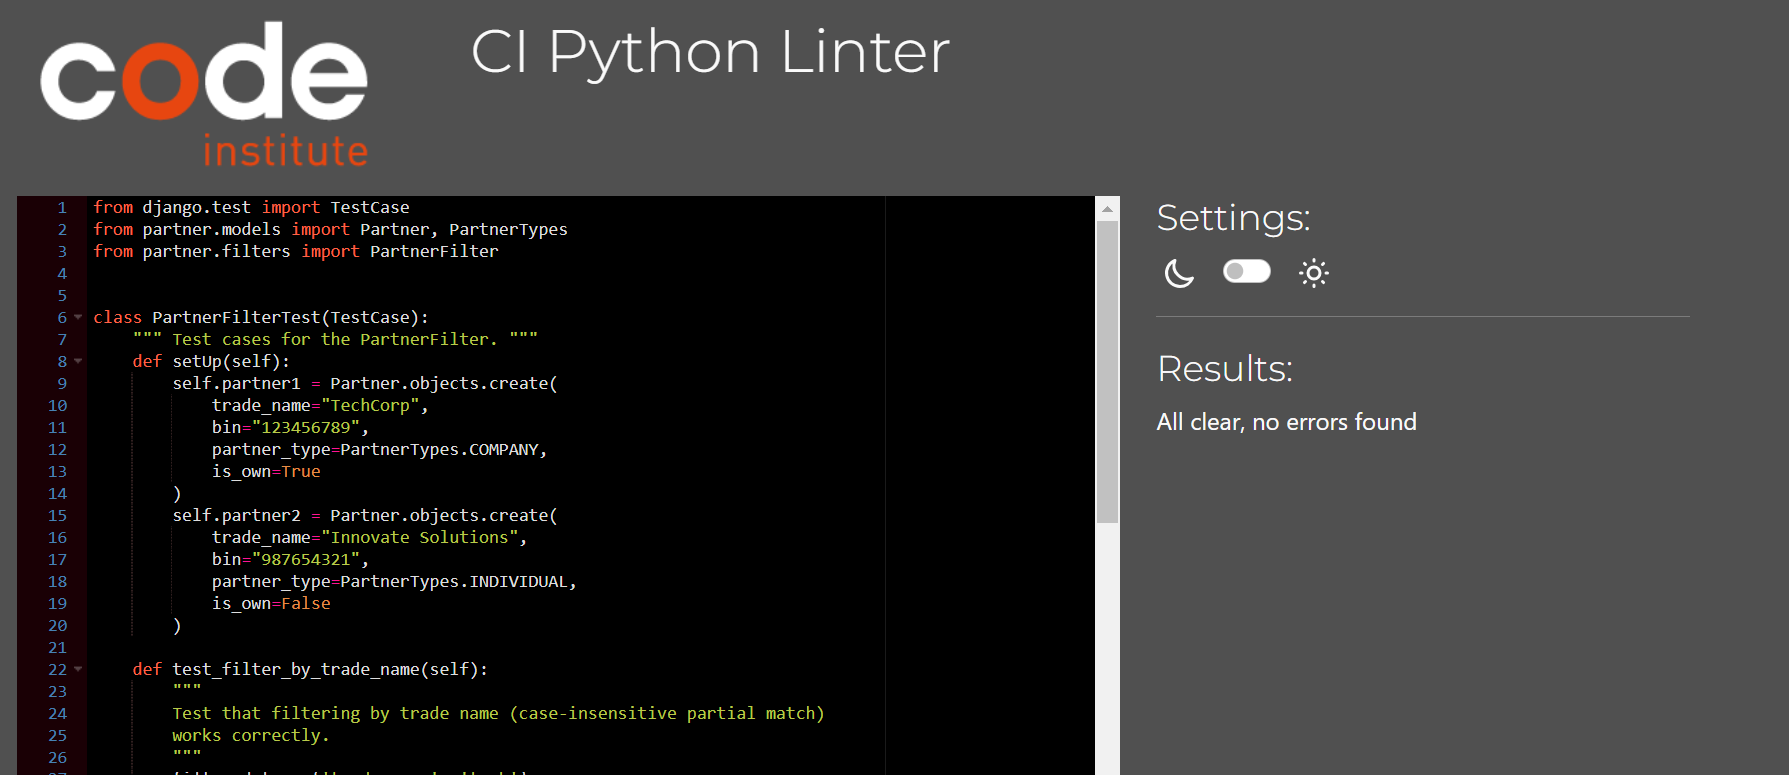 code
institute
CI Python Linter
1 from django.test import TestCase
2 from partner.models import Partner, PartnerTypes
3 from partner.filters import PartnerFilter
4
5
6 class PartnerFilterTest(TestCase):
7 """ Test cases for the PartnerFilter. """
8 def setUp(self):
9 self.partner1 = Partner.objects.create(
10 trade_name="TechCorp",
11 bin="123456789",
12 partner_type=PartnerTypes.COMPANY,
13 is_own=True
14 )
15 self.partner2 = Partner.objects.create(
16 trade_name="Innovate Solutions",
17 bin="987654321",
18 partner_type=PartnerTypes.INDIVIDUAL,
19 is_own=False
20 )
21
22 def test_filter_by_trade_name(self):
23 """
24 Test that filtering by trade name (case-insensitive partial match)
25 works correctly.
26 """
Settings:
Results:
All clear, no errors found